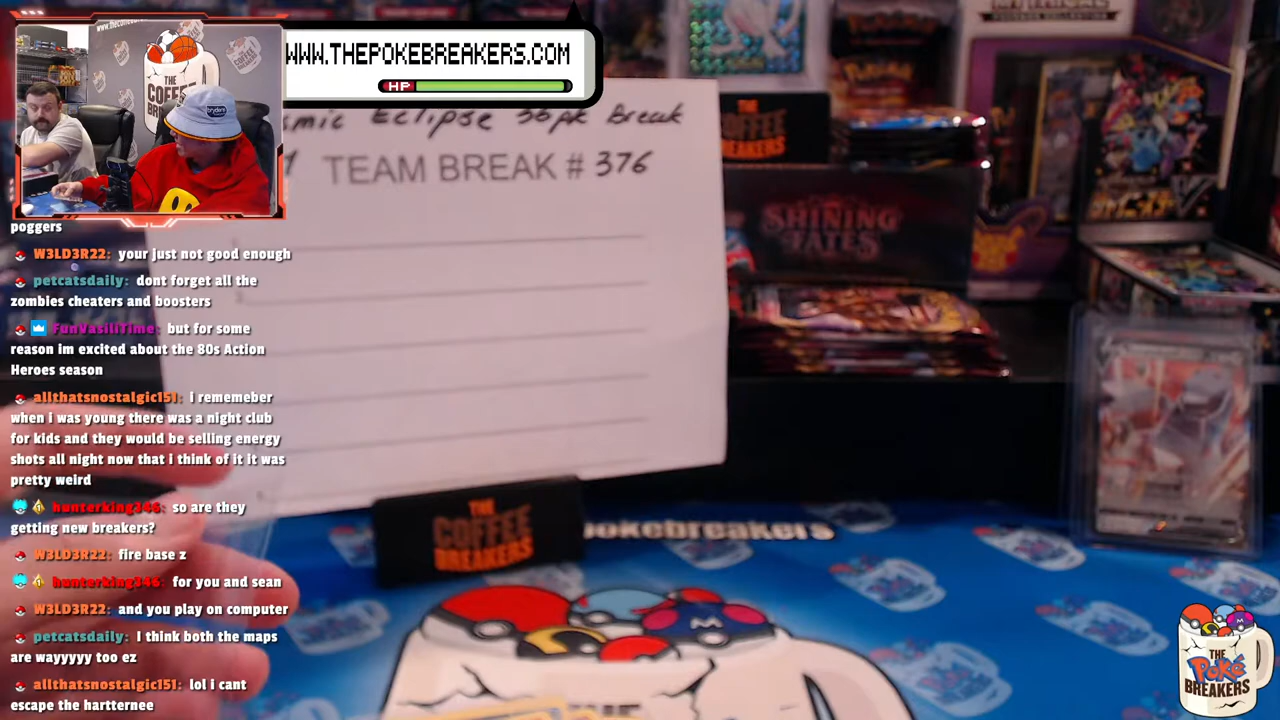 WWW.THEPOKEBREAKERS.COM
HP
Eclipse 36pk Break
TEAM BREAK # 376
THE
COFFEE
BREAKERS
SHINING
FATES
THE
COFFEE
BREAKERS
pokebreakers
THE
Poké
BREAKERS
poggers
W3LD3R22: your just not good enough
petcatsdaily: dont forget all the
zombies cheaters and boosters
FunVasiliTime: but for some
reason im excited about the 80s Action
Heroes season
allthatsnostalgic151: i rememeber
when i was young there was a night club
for kids and they would be selling energy
shots all night now that i think of it it was
pretty weird
hunterking346: so are they
getting new breakers?
W3LD3R22: fire base z
hunterking346: for you and sean
W3LD3R22: and you play on computer
petcatsdaily: I think both the maps
are wayyyyy too ez
allthatsnostalgic151: lol i cant
escape the hartternee